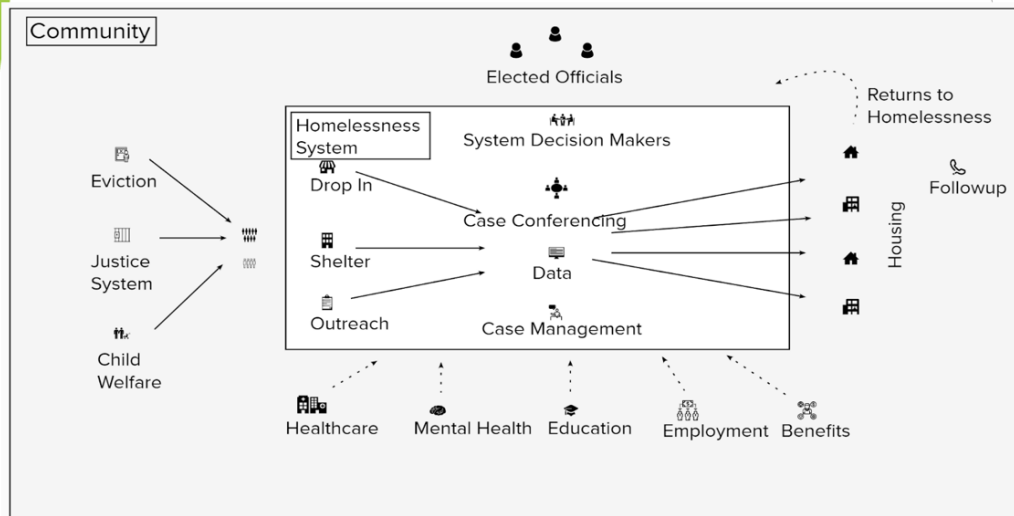 Community
Elected Officials
Returns to
Homelessness
Homelessness
System
System Decision Makers
Eviction
Drop In
Followup
Case Conferencing
Housing
Justice
System
Shelter
Data
Outreach
Case Management
Child
Welfare
Healthcare
Mental Health
Education
Employment
Benefits